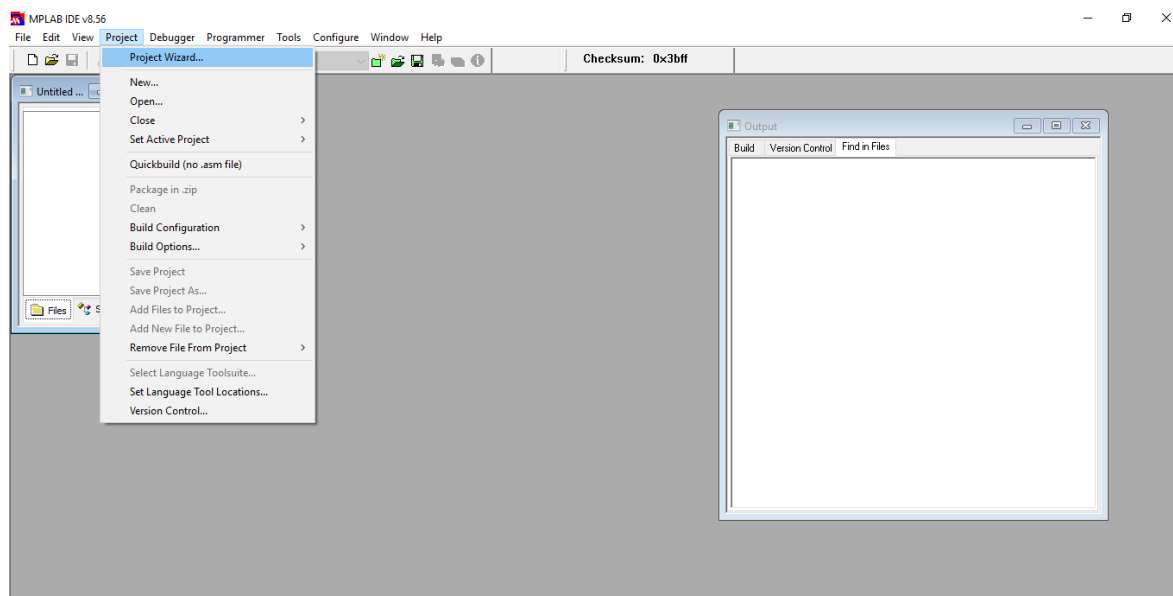 MPLAB IDE v8.56
File Edit View Project Debugger Programmer Tools Configure Window Help
Checksum: 0x3bff
Project Wizard...
New...
Open...
Close
Set Active Project
Quickbuild (no .asm file)
Package in .zip
Clean
Build Configuration
Build Options...
Save Project
Save Project As...
Add Files to Project...
Add New File to Project...
Remove File From Project
Select Language Toolsuite...
Set Language Tool Locations...
Version Control...
Untitled ...
Files S
Output
Build Version Control Find in Files